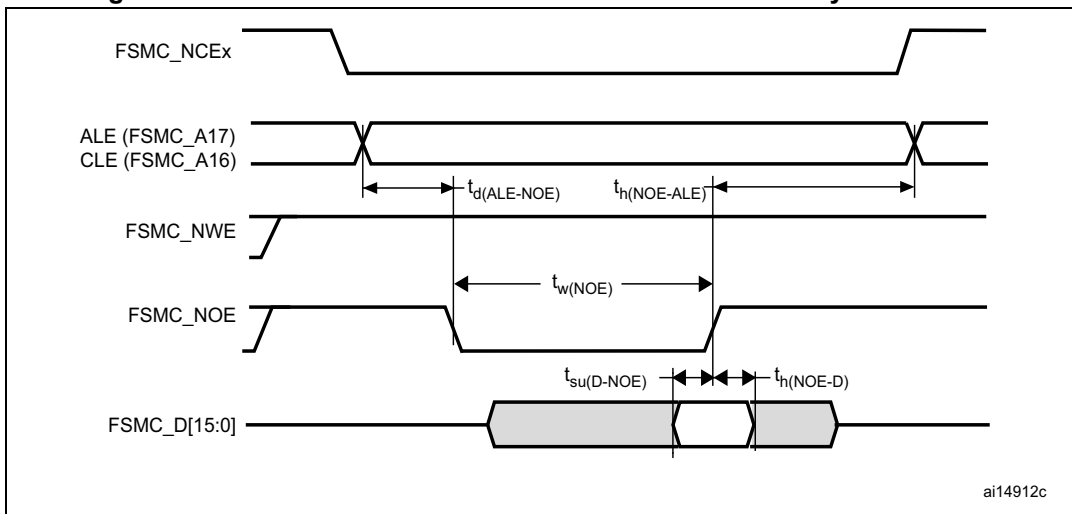 FSMC_NCEx
ALE (FSMC_A17)
CLE (FSMC_A16)
td(ALE-NOE)
th(NOE-ALE)
FSMC_NWE
tw(NOE)
FSMC_NOE
tsu(D-NOE)
th(NOE-D)
FSMC_D[15:0]
ai14912c